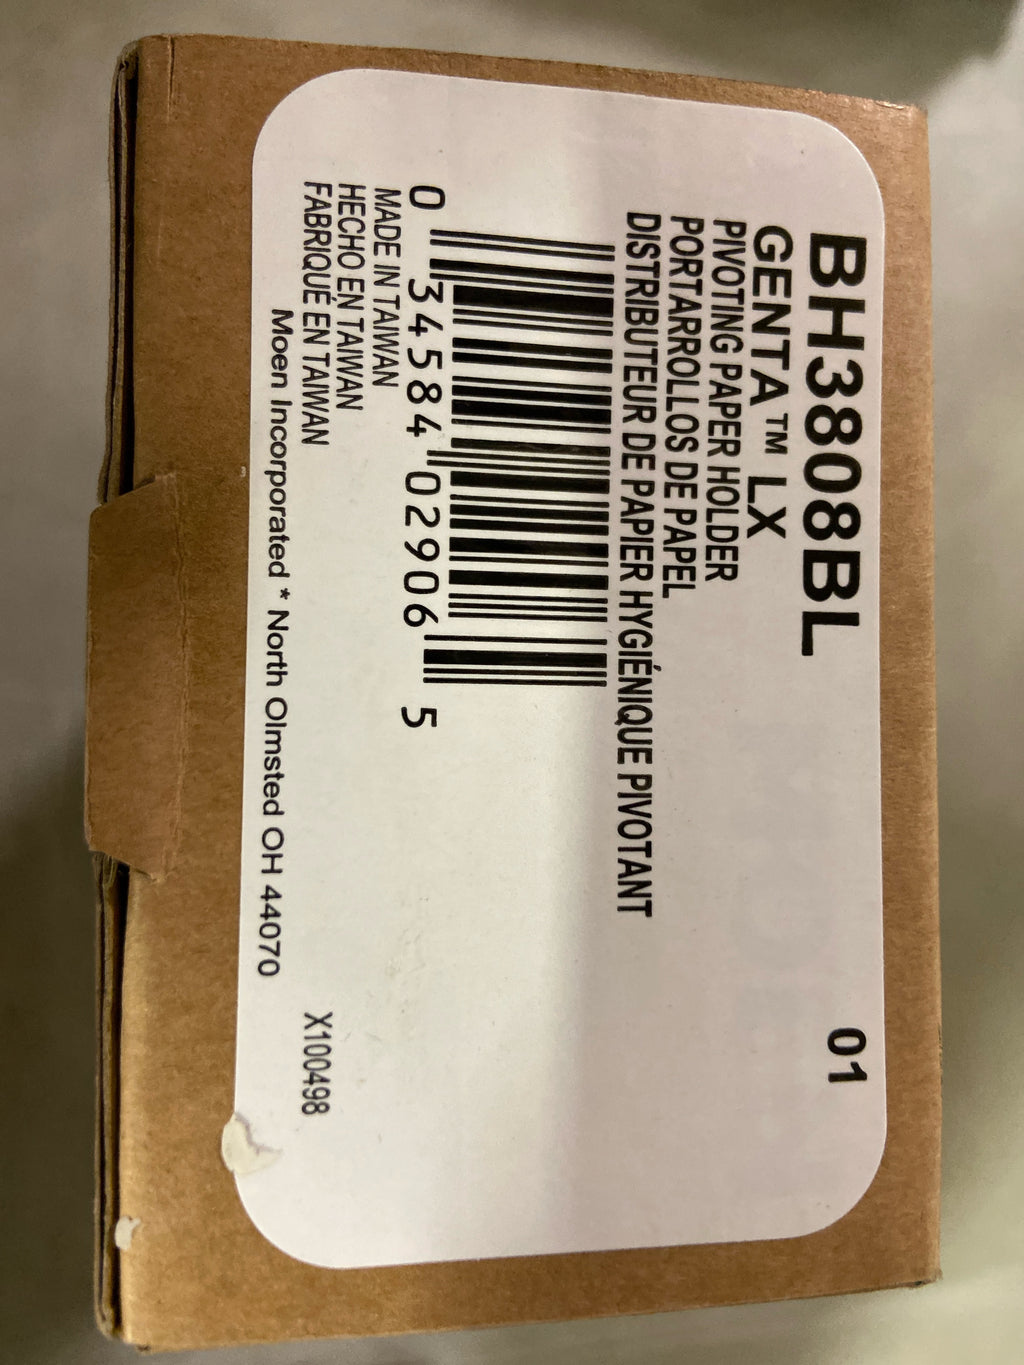 BH3808BL 01
GENTA™ LX
PIVOTING PAPER HOLDER
PORTARROLLOS DE PAPEL
DISTRIBUTEUR DE PAPIER HYGIÉNIQUE PIVOTANT
0 34584 02906 5
MADE IN TAIWAN
HECHO EN TAIWAN
FABRIQUÉ EN TAIWAN
X100498
Moen Incorporated * North Olmsted OH 44070